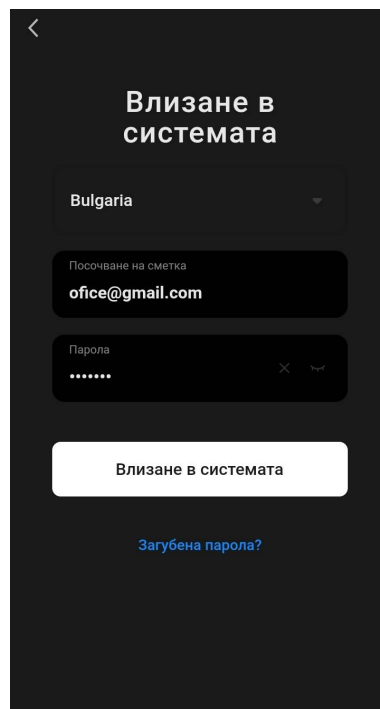 Влизане в
системата
Bulgaria
Посочване на сметка
ofice@gmail.com
Парола
•••••••
Влизане в системата
Загубена парола?